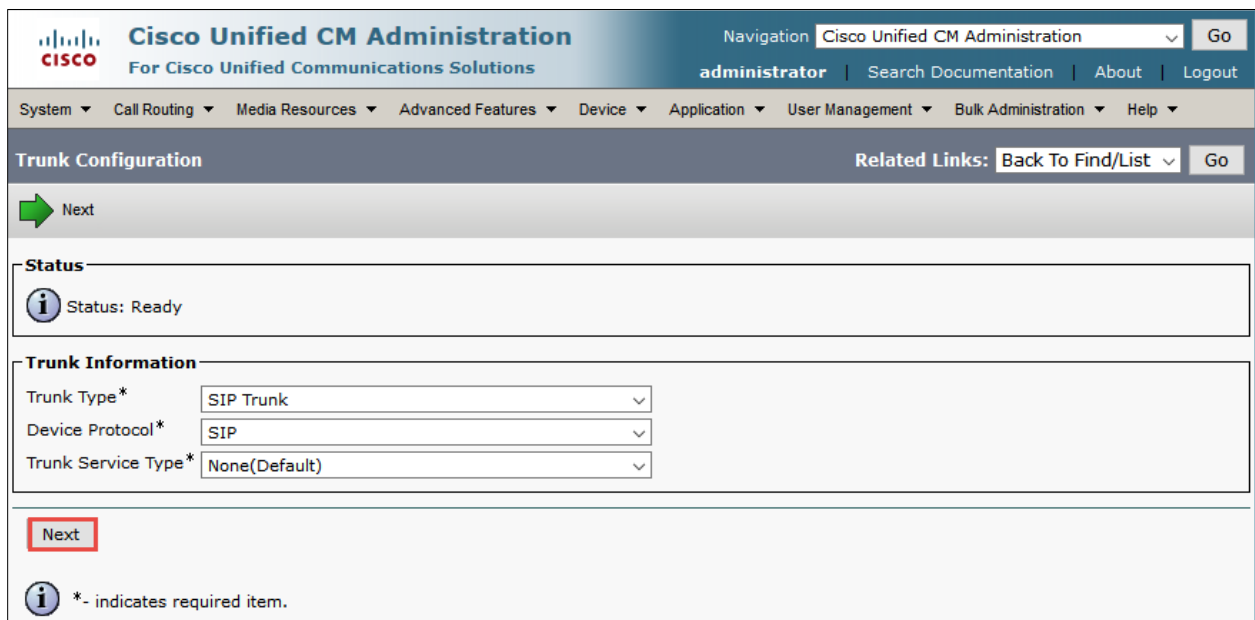 Cisco Unified CM Administration
Navigation Cisco Unified CM Administration Go
CISCO
For Cisco Unified Communications Solutions
administrator | Search Documentation | About | Logout
System Call Routing Media Resources Advanced Features Device Application User Management Bulk Administration Help
Trunk Configuration
Related Links: Back To Find/List Go
Next
Status
i Status: Ready
Trunk Information
Trunk Type* SIP Trunk
Device Protocol* SIP
Trunk Service Type* None(Default)
Next
i *- indicates required item.